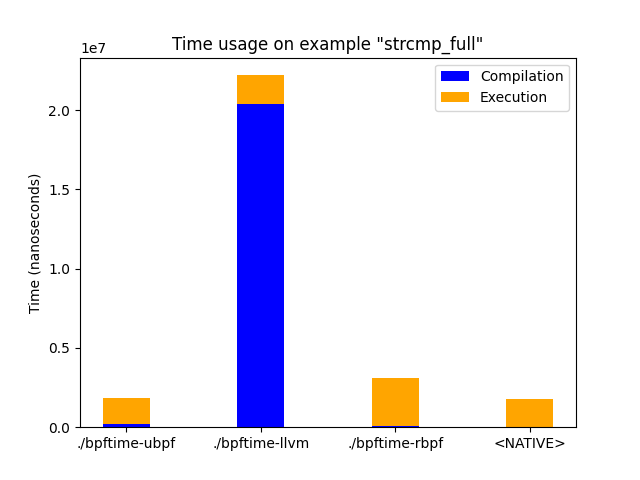 Time usage on example "strcmp_full"
1e7
Compilation
Execution
2.0
1.5
1.0
0.5
0.0
Time (nanoseconds)
./bpftime-ubpf
./bpftime-llvm
./bpftime-rbpf
<NATIVE>